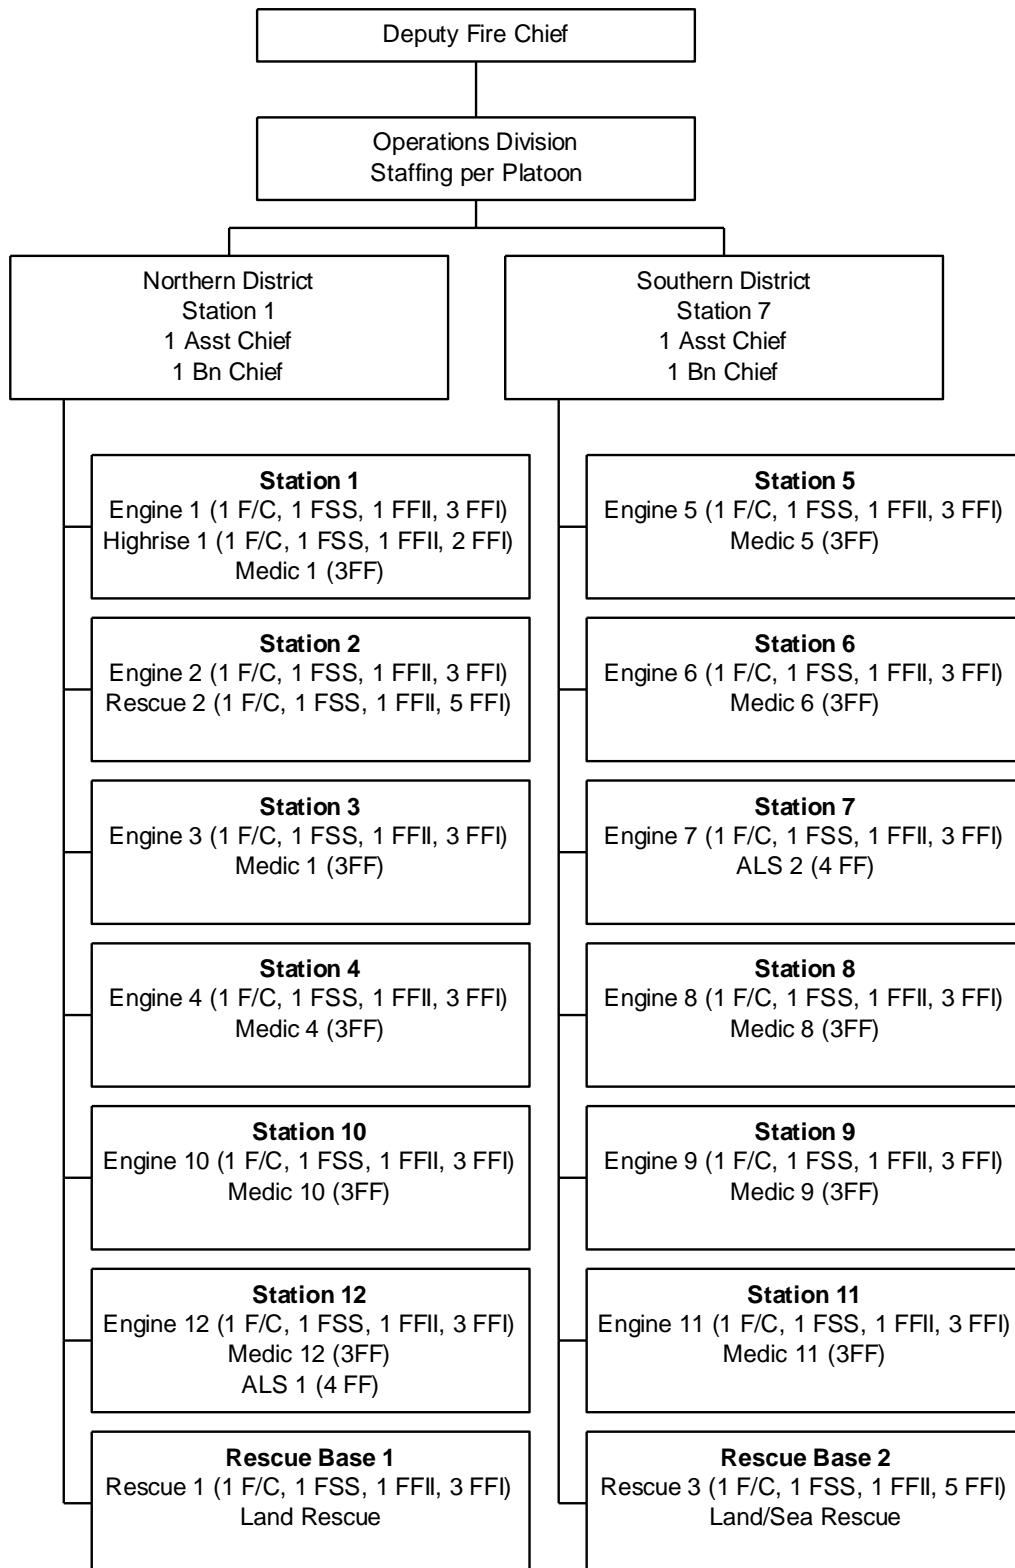 Deputy Fire Chief
Operations Division
Staffing per Platoon
Northern District
Station 1
1 Asst Chief
1 Bn Chief
Southern District
Station 7
1 Asst Chief
1 Bn Chief
Station 1
Engine 1 (1 F/C, 1 FSS, 1 FFII, 3 FFI)
Highrise 1 (1 F/C, 1 FSS, 1 FFII, 2 FFI)
Medic 1 (3FF)
Station 2
Engine 2 (1 F/C, 1 FSS, 1 FFII, 3 FFI)
Rescue 2 (1 F/C, 1 FSS, 1 FFII, 5 FFI)
Station 3
Engine 3 (1 F/C, 1 FSS, 1 FFII, 3 FFI)
Medic 1 (3FF)
Station 4
Engine 4 (1 F/C, 1 FSS, 1 FFII, 3 FFI)
Medic 4 (3FF)
Station 10
Engine 10 (1 F/C, 1 FSS, 1 FFII, 3 FFI)
Medic 10 (3FF)
Station 12
Engine 12 (1 F/C, 1 FSS, 1 FFII, 3 FFI)
Medic 12 (3FF)
ALS 1 (4 FF)
Rescue Base 1
Rescue 1 (1 F/C, 1 FSS, 1 FFII, 3 FFI)
Land Rescue
Station 5
Engine 5 (1 F/C, 1 FSS, 1 FFII, 3 FFI)
Medic 5 (3FF)
Station 6
Engine 6 (1 F/C, 1 FSS, 1 FFII, 3 FFI)
Medic 6 (3FF)
Station 7
Engine 7 (1 F/C, 1 FSS, 1 FFII, 3 FFI)
ALS 2 (4 FF)
Station 8
Engine 8 (1 F/C, 1 FSS, 1 FFII, 3 FFI)
Medic 8 (3FF)
Station 9
Engine 9 (1 F/C, 1 FSS, 1 FFII, 3 FFI)
Medic 9 (3FF)
Station 11
Engine 11 (1 F/C, 1 FSS, 1 FFII, 3 FFI)
Medic 11 (3FF)
Rescue Base 2
Rescue 3 (1 F/C, 1 FSS, 1 FFII, 5 FFI)
Land/Sea Rescue